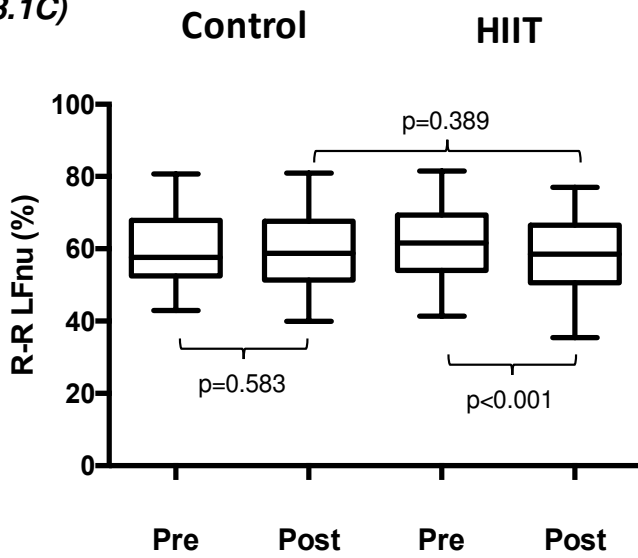 3.1C)
Control HIIT
100
80
60
40
20
0
R-R LFnu (%)
p=0.389
p=0.583
p<0.001
Pre Post Pre Post